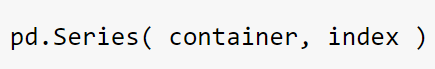 pd.Series( container, index )